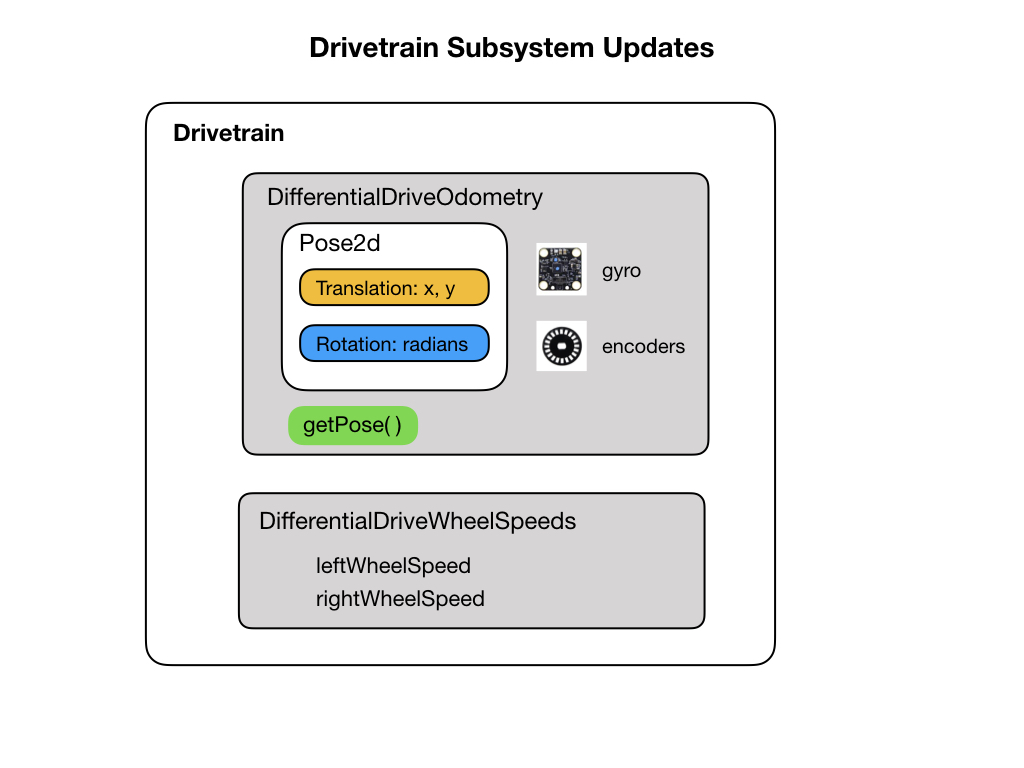 Drivetrain Subsystem Updates
Drivetrain
DifferentialDriveOdometry
Pose2d
Translation: x, y
Rotation: radians
gyro
encoders
getPose( )
DifferentialDriveWheelSpeeds
leftWheelSpeed
rightWheelSpeed